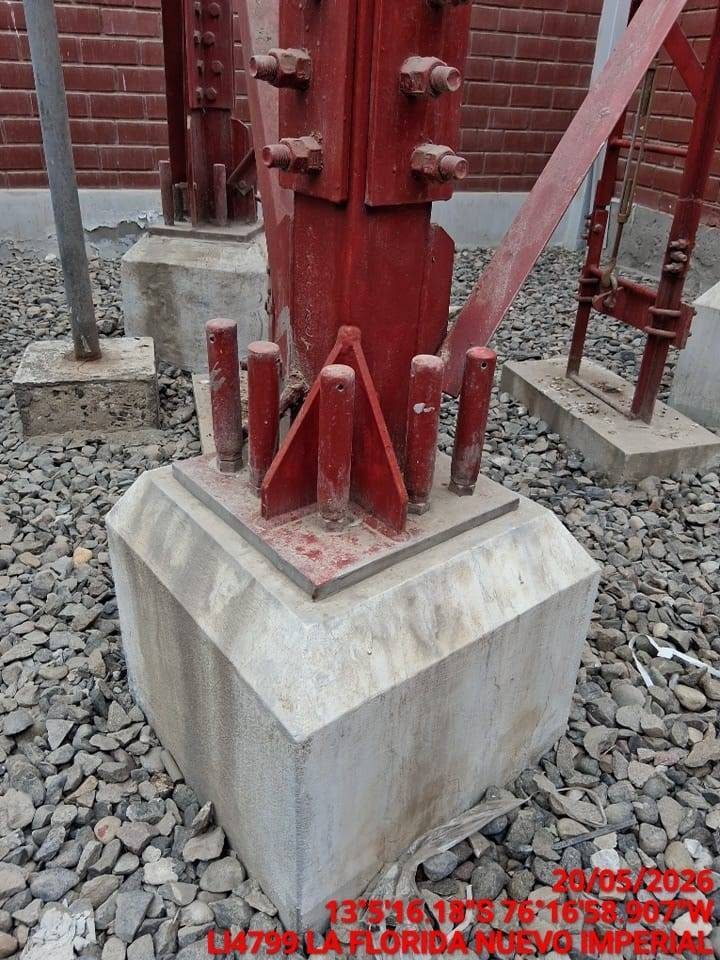 20/05/2026
13°5'16.18"S 76°16'58.907"W
LI4799 LA FLORIDA NUEVO IMPERIAL